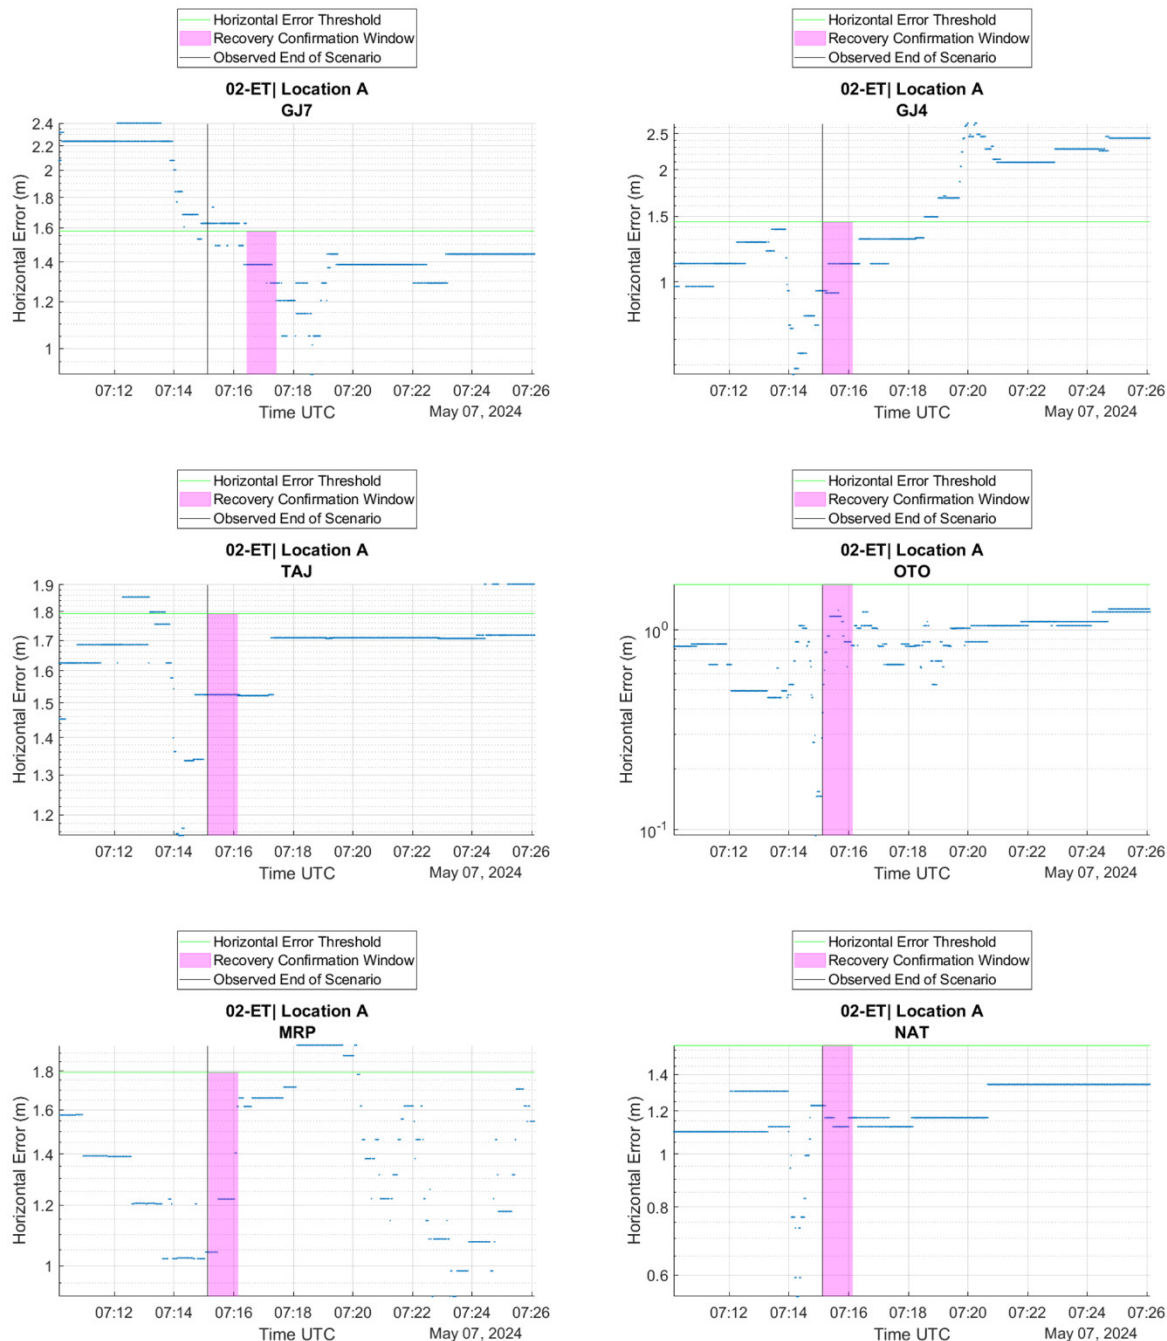 Horizontal Error Threshold
Recovery Confirmation Window
Observed End of Scenario
02-ET| Location A
GJ7
Horizontal Error (m)
2.4
2.2
2
1.8
1.6
1.4
1.2
1
07:12 07:14 07:16 07:18 07:20 07:22 07:24 07:26
Time UTC
May 07, 2024
Horizontal Error Threshold
Recovery Confirmation Window
Observed End of Scenario
02-ET| Location A
GJ4
Horizontal Error (m)
2.5
2
1.5
1
07:12 07:14 07:16 07:18 07:20 07:22 07:24 07:26
Time UTC
May 07, 2024
Horizontal Error Threshold
Recovery Confirmation Window
Observed End of Scenario
02-ET| Location A
TAJ
Horizontal Error (m)
1.9
1.8
1.7
1.6
1.5
1.4
1.3
1.2
07:12 07:14 07:16 07:18 07:20 07:22 07:24 07:26
Time UTC
May 07, 2024
Horizontal Error Threshold
Recovery Confirmation Window
Observed End of Scenario
02-ET| Location A
OTO
Horizontal Error (m)
10⁰
10⁻¹
07:12 07:14 07:16 07:18 07:20 07:22 07:24 07:26
Time UTC
May 07, 2024
Horizontal Error Threshold
Recovery Confirmation Window
Observed End of Scenario
02-ET| Location A
MRP
Horizontal Error (m)
1.8
1.6
1.4
1.2
1
07:12 07:14 07:16 07:18 07:20 07:22 07:24 07:26
Time UTC
May 07, 2024
Horizontal Error Threshold
Recovery Confirmation Window
Observed End of Scenario
02-ET| Location A
NAT
Horizontal Error (m)
1.4
1.2
1
0.8
0.6
07:12 07:14 07:16 07:18 07:20 07:22 07:24 07:26
Time UTC
May 07, 2024